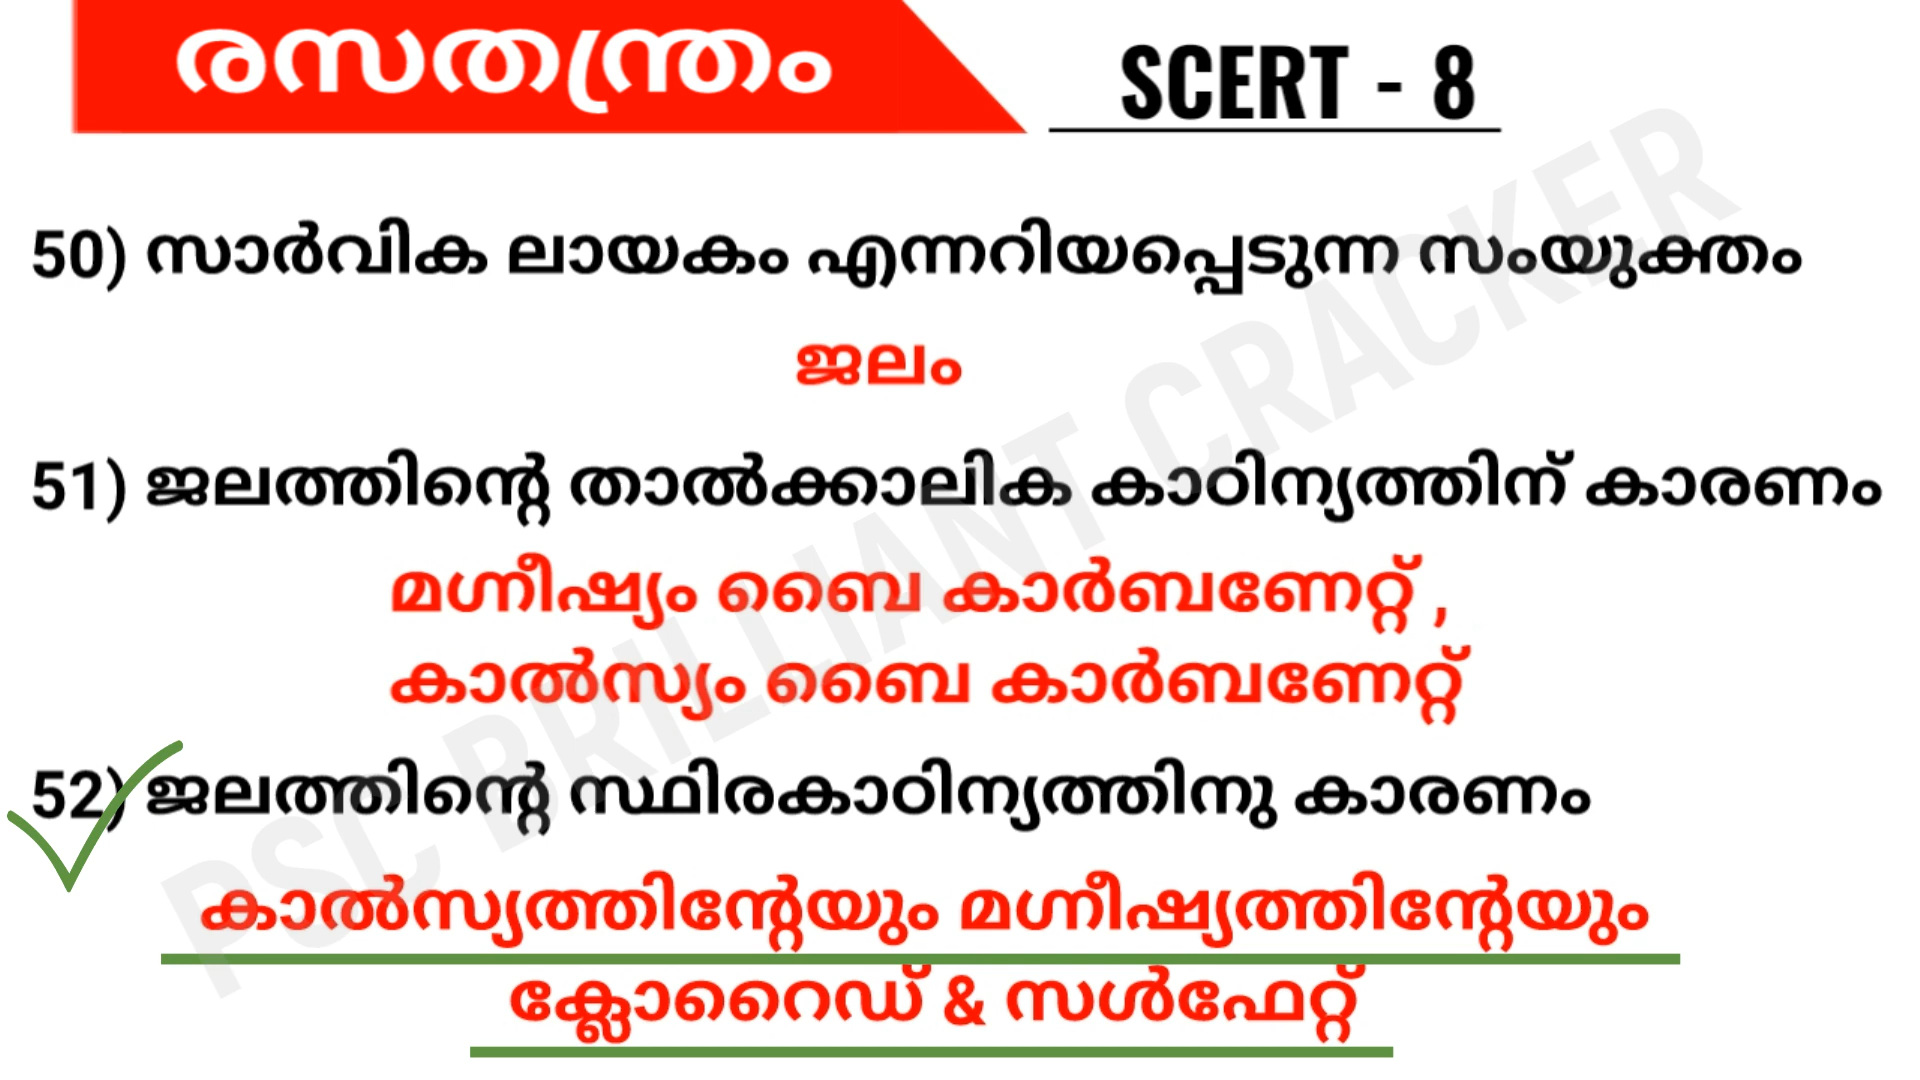 രസതന്ത്രം
SCERT - 8
50) സാർവിക ലായകം എന്നറിയപ്പെടുന്ന സംയുക്തം
ജലം
51) ജലത്തിന്റെ താൽക്കാലിക കാഠിന്യത്തിന് കാരണം
മഗ്നീഷ്യം ബൈ കാർബണേറ്റ് ,
കാൽസ്യം ബൈ കാർബണേറ്റ്
52) ജലത്തിന്റെ സ്ഥിരകാഠിന്യത്തിനു കാരണം
കാൽസ്യത്തിന്റേയും മഗ്നീഷ്യത്തിന്റേയും
ക്ലോറൈഡ് & സൾഫേറ്റ്
PSC BRILLIANT CRACKER